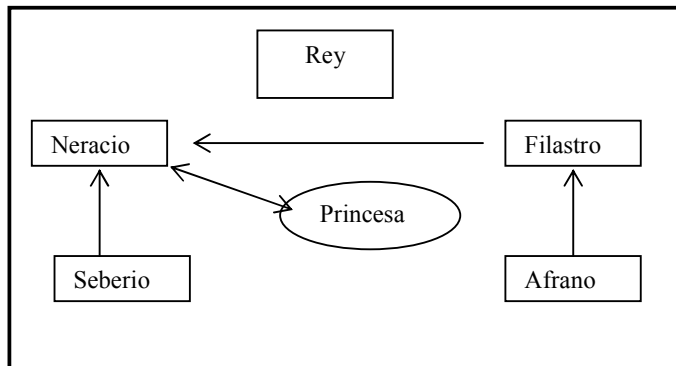 Rey
Neracio
Filastro
Princesa
Seberio
Afrano